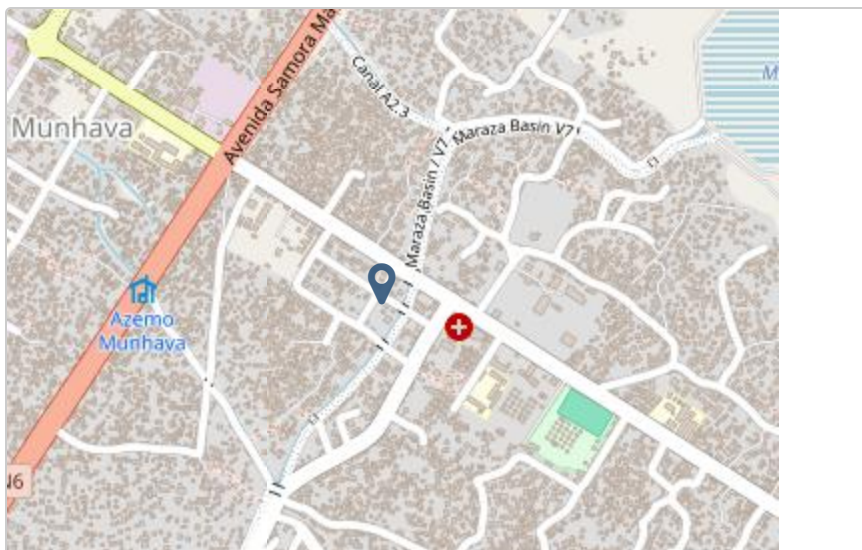 Avenida Samora Ma
Canal A2.3
Munhava
Maraza Basin V7
Maraza Basin / V7
Azemo
Munhava
N6
M